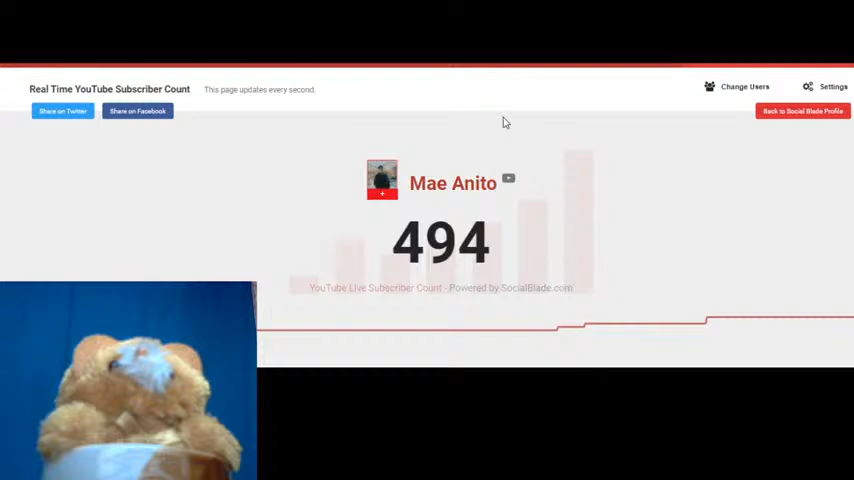 Real Time YouTube Subscriber Count
This page updates every second.
Change Users
Settings
Share on Twitter
Share on Facebook
Back to Social Blade Profile
Mae Anito
494
YouTube Live Subscriber Count - Powered by SocialBlade.com